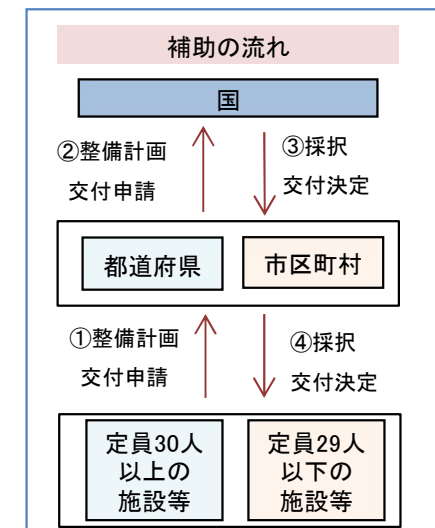 補助の流れ
国
②整備計画
交付申請
③採択
交付決定
都道府県
市区町村
①整備計画
交付申請
④採択
交付決定
定員30人
以上の
施設等
定員29人
以下の
施設等